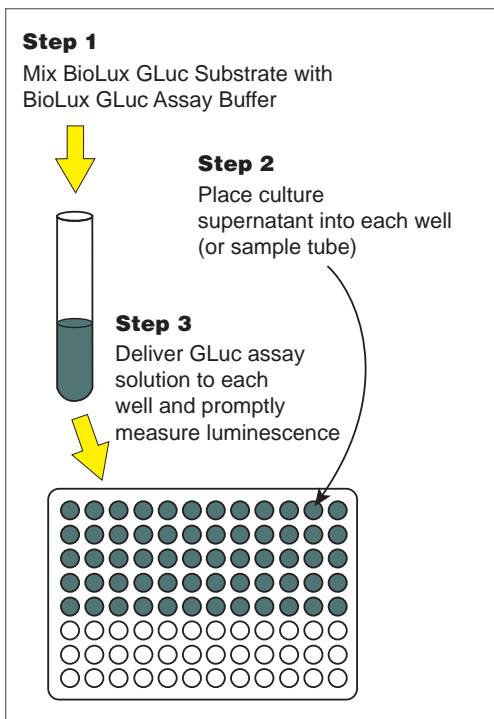 Step 1
Mix BioLux GLuc Substrate with
BioLux GLuc Assay Buffer
Step 2
Place culture
supernatant into each well
(or sample tube)
Step 3
Deliver GLuc assay
solution to each
well and promptly
measure luminescence